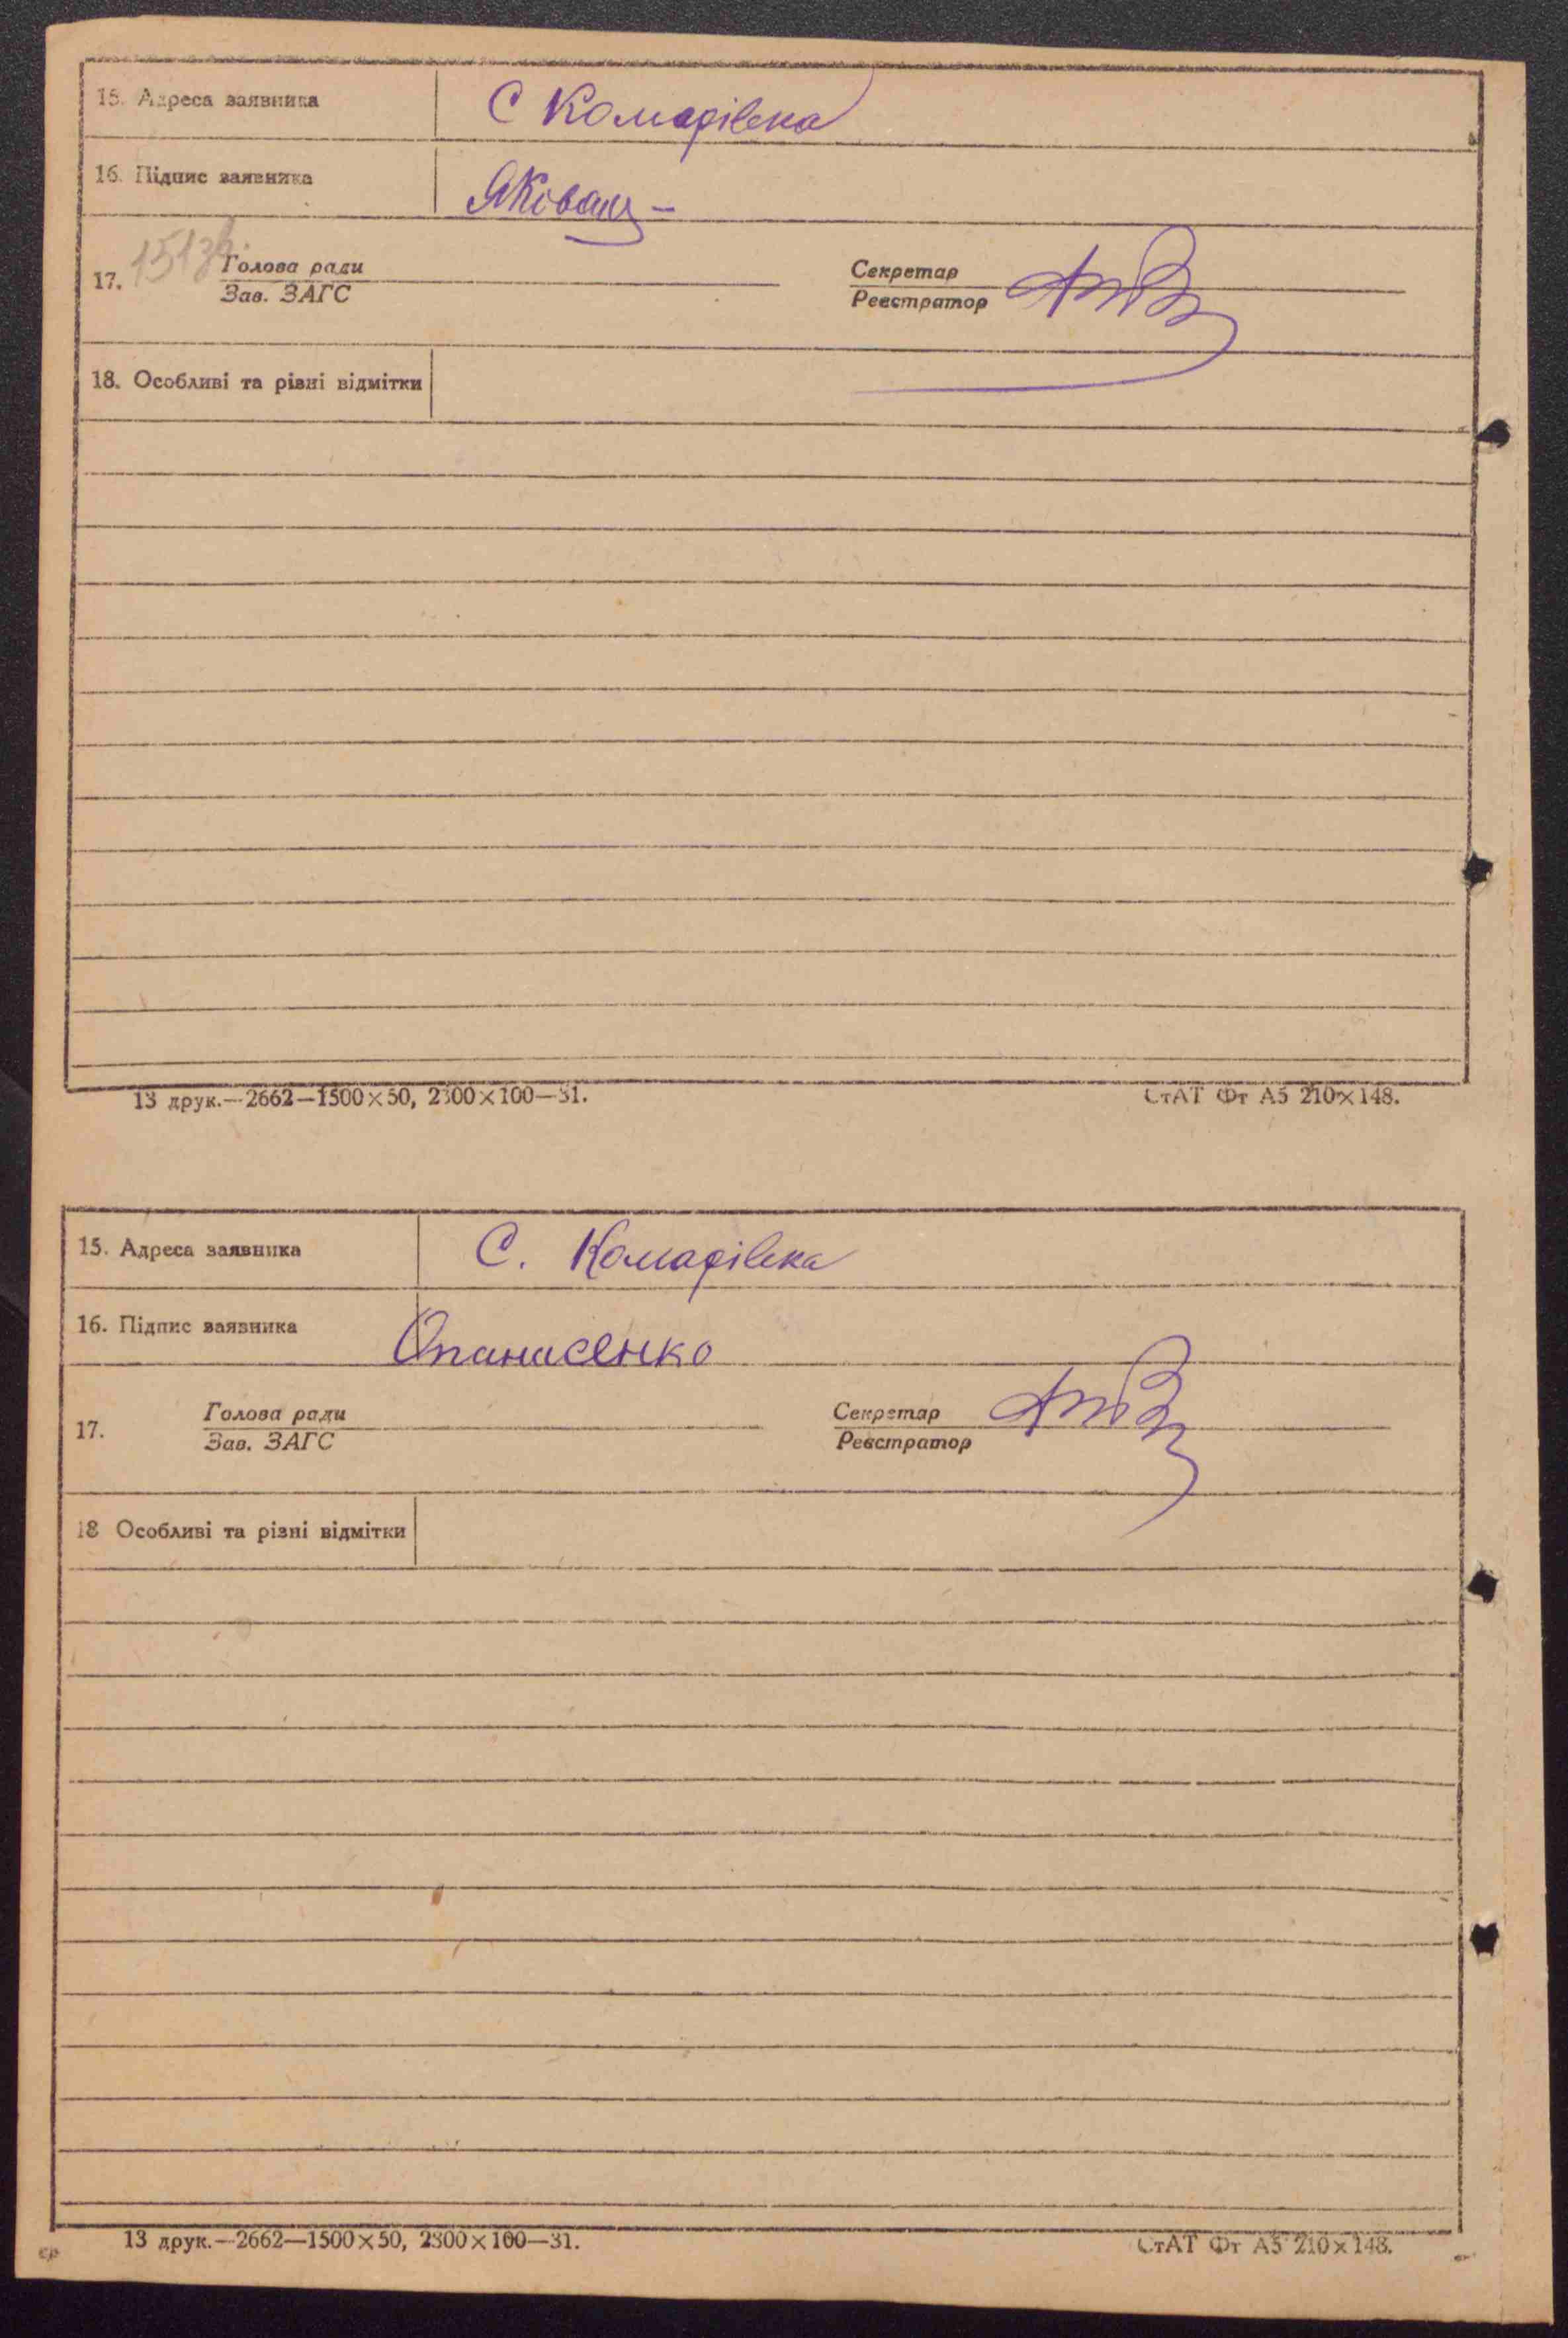 15. Адреса заявника С Комарівка
16. Підпис заявника
17. Голова ради Секретар
Зав. ЗАГС Реєстратор
18. Особливі та різні відмітки
13 друк.—2662—1500×50, 2300×100—31. СтАТ Фт А5 210×148.
15. Адреса заявника С. Комарівка
16. Підпис заявника Опанасенко
17. Голова ради Секретар
Зав. ЗАГС Реєстратор
18 Особливі та різні відмітки
13 друк.—2662—1500×50, 2300×100—31. СтАТ Фт А5 210×148.